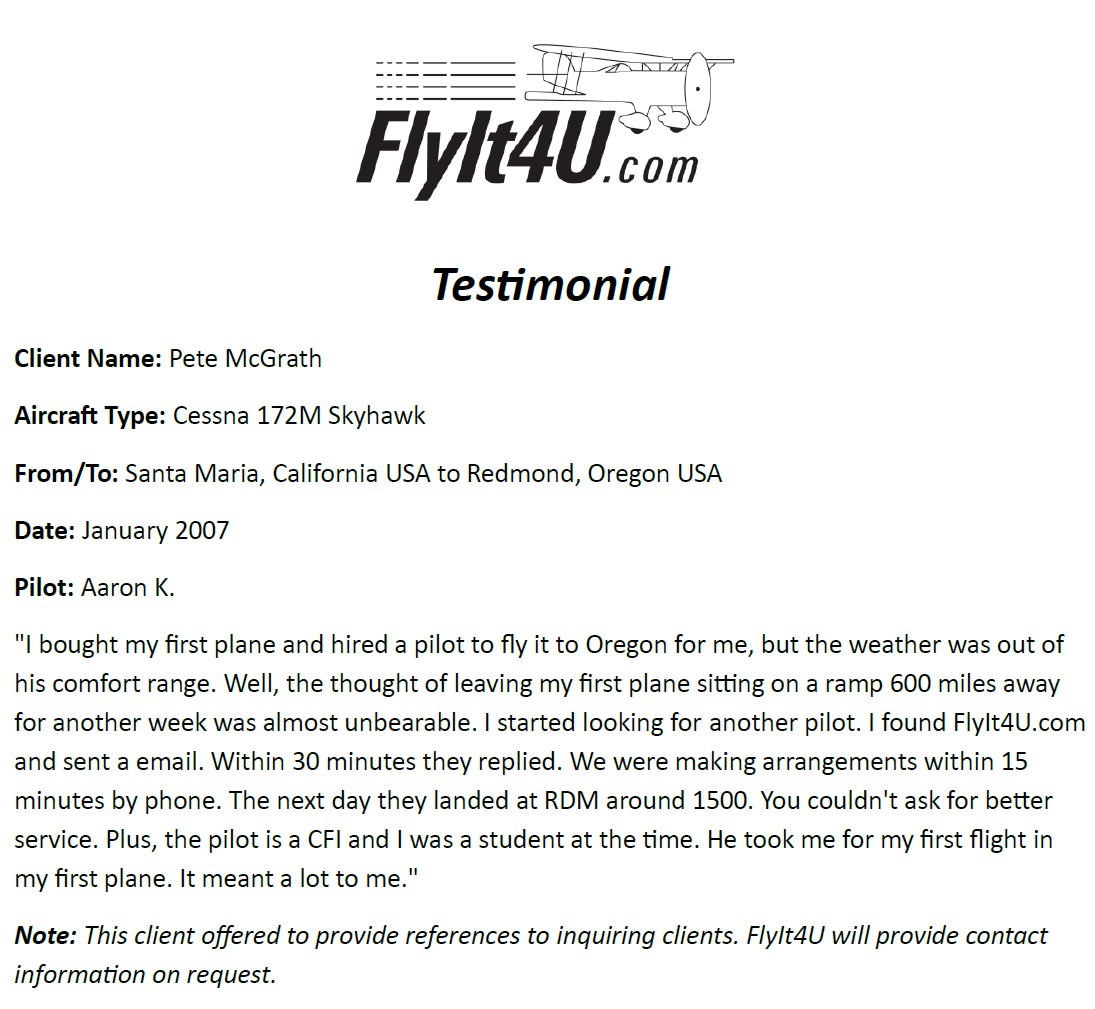 FlyIt4U.com
Testimonial
Client Name: Pete McGrath
Aircraft Type: Cessna 172M Skyhawk
From/To: Santa Maria, California USA to Redmond, Oregon USA
Date: January 2007
Pilot: Aaron K.
"I bought my first plane and hired a pilot to fly it to Oregon for me, but the weather was out of
his comfort range. Well, the thought of leaving my first plane sitting on a ramp 600 miles away
for another week was almost unbearable. I started looking for another pilot. I found FlyIt4U.com
and sent a email. Within 30 minutes they replied. We were making arrangements within 15
minutes by phone. The next day they landed at RDM around 1500. You couldn't ask for better
service. Plus, the pilot is a CFI and I was a student at the time. He took me for my first flight in
my first plane. It meant a lot to me."
Note: This client offered to provide references to inquiring clients. FlyIt4U will provide contact
information on request.